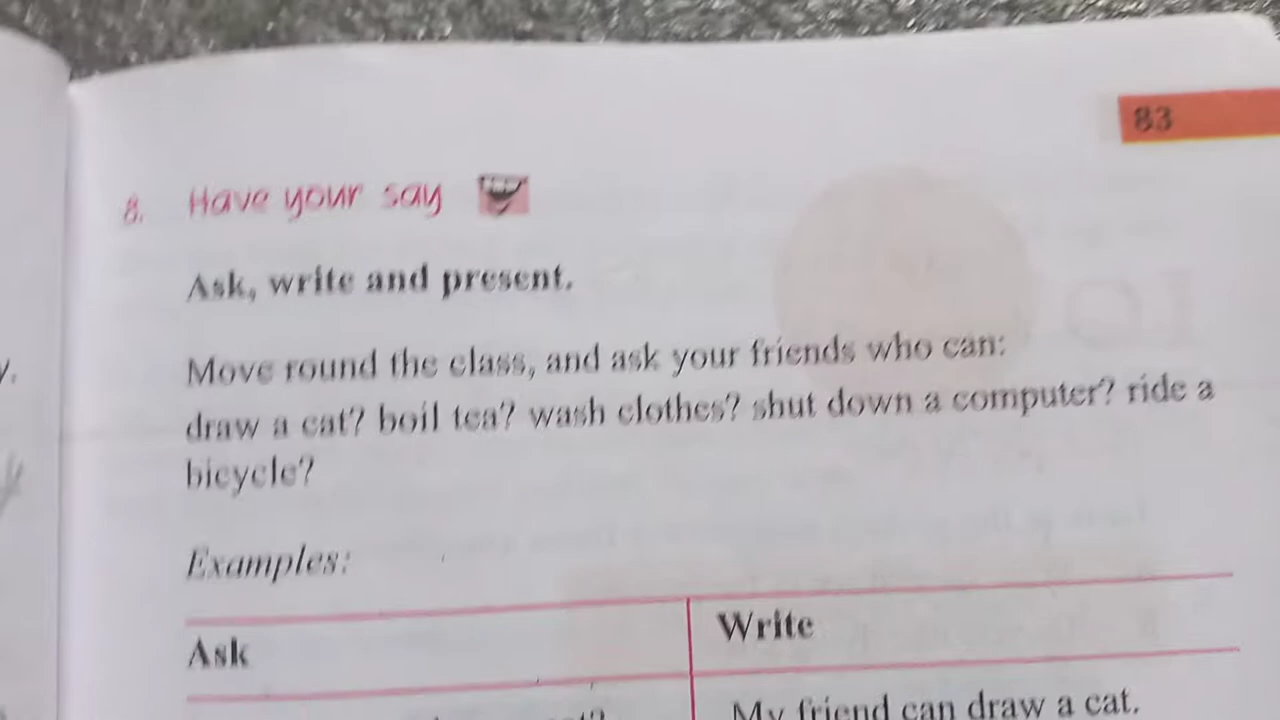 83
8. Have your say
Ask, write and present.
Move round the class, and ask your friends who can:
draw a cat? boil tea? wash clothes? shut down a computer? ride a
bicycle?
Examples:
Ask
Write
My friend can draw a cat.